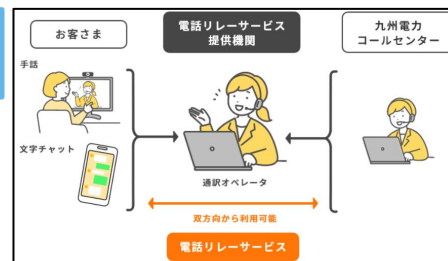 お客さま
電話リレーサービス
提供機関
九州電力
コールセンター
手話
文字チャット
通訳オペレータ
双方向から利用可能
電話リレーサービス